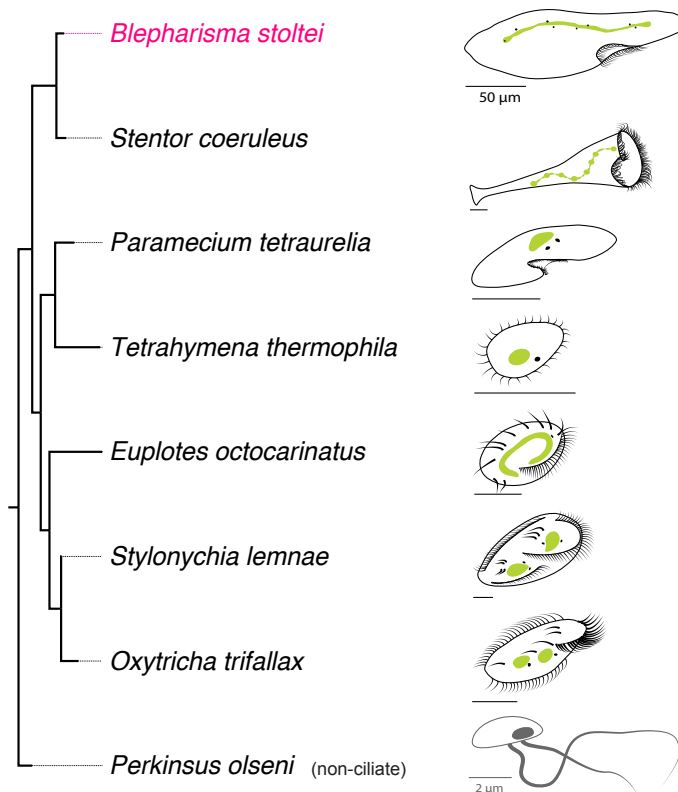 Blepharisma stoltei
50 μm
Stentor coeruleus
Paramecium tetraurelia
Tetrahymena thermophila
Euplotes octocarinatus
Stylonychia lemnae
Oxytricha trifallax
Perkinsus olseni (non-ciliate)
2 μm